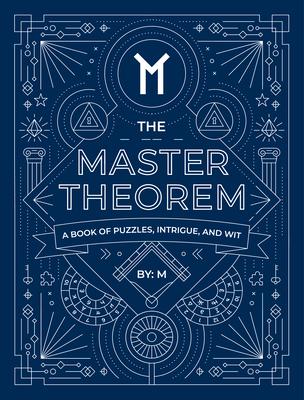 M
THE
MASTER
THEOREM
A BOOK OF PUZZLES, INTRIGUE, AND WIT
BY: M